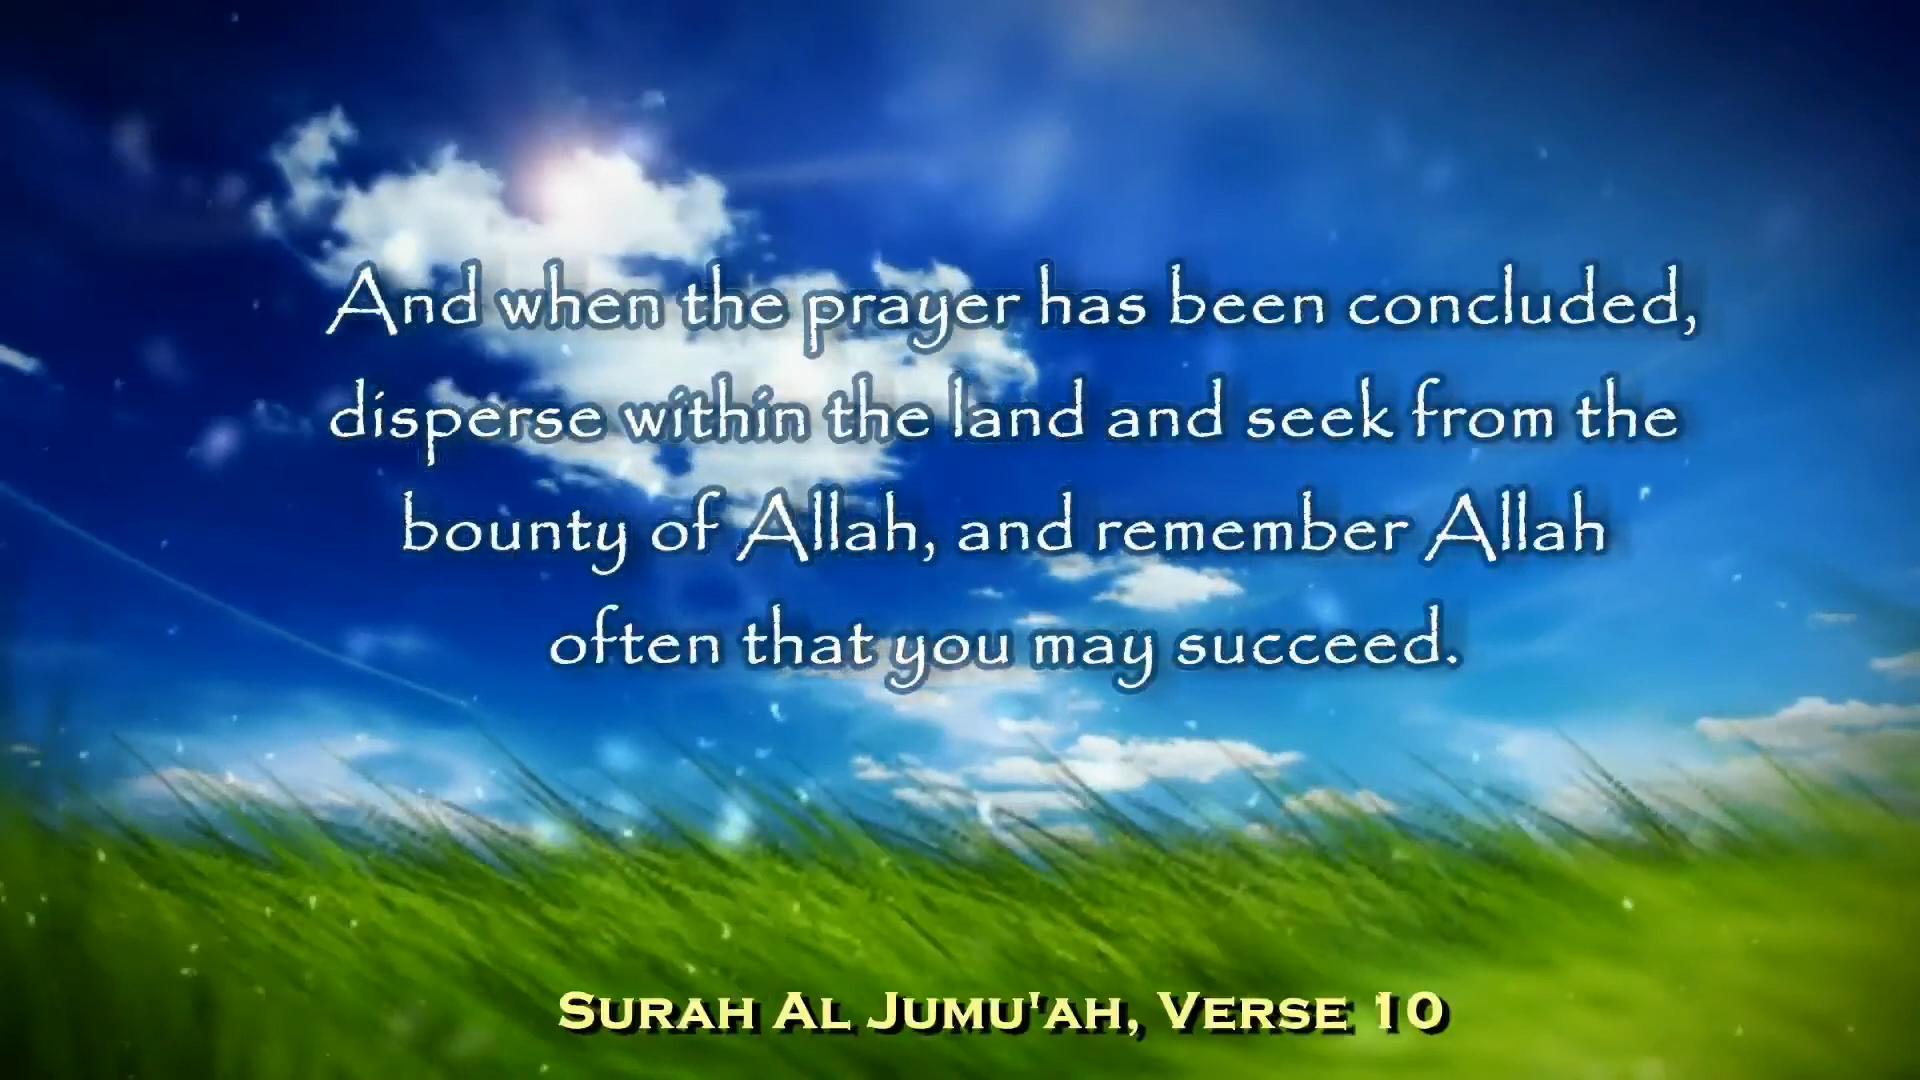 And when the prayer has been concluded,
disperse within the land and seek from the
bounty of Allah, and remember Allah
often that you may succeed.
Surah Al Jumu'ah, Verse 10